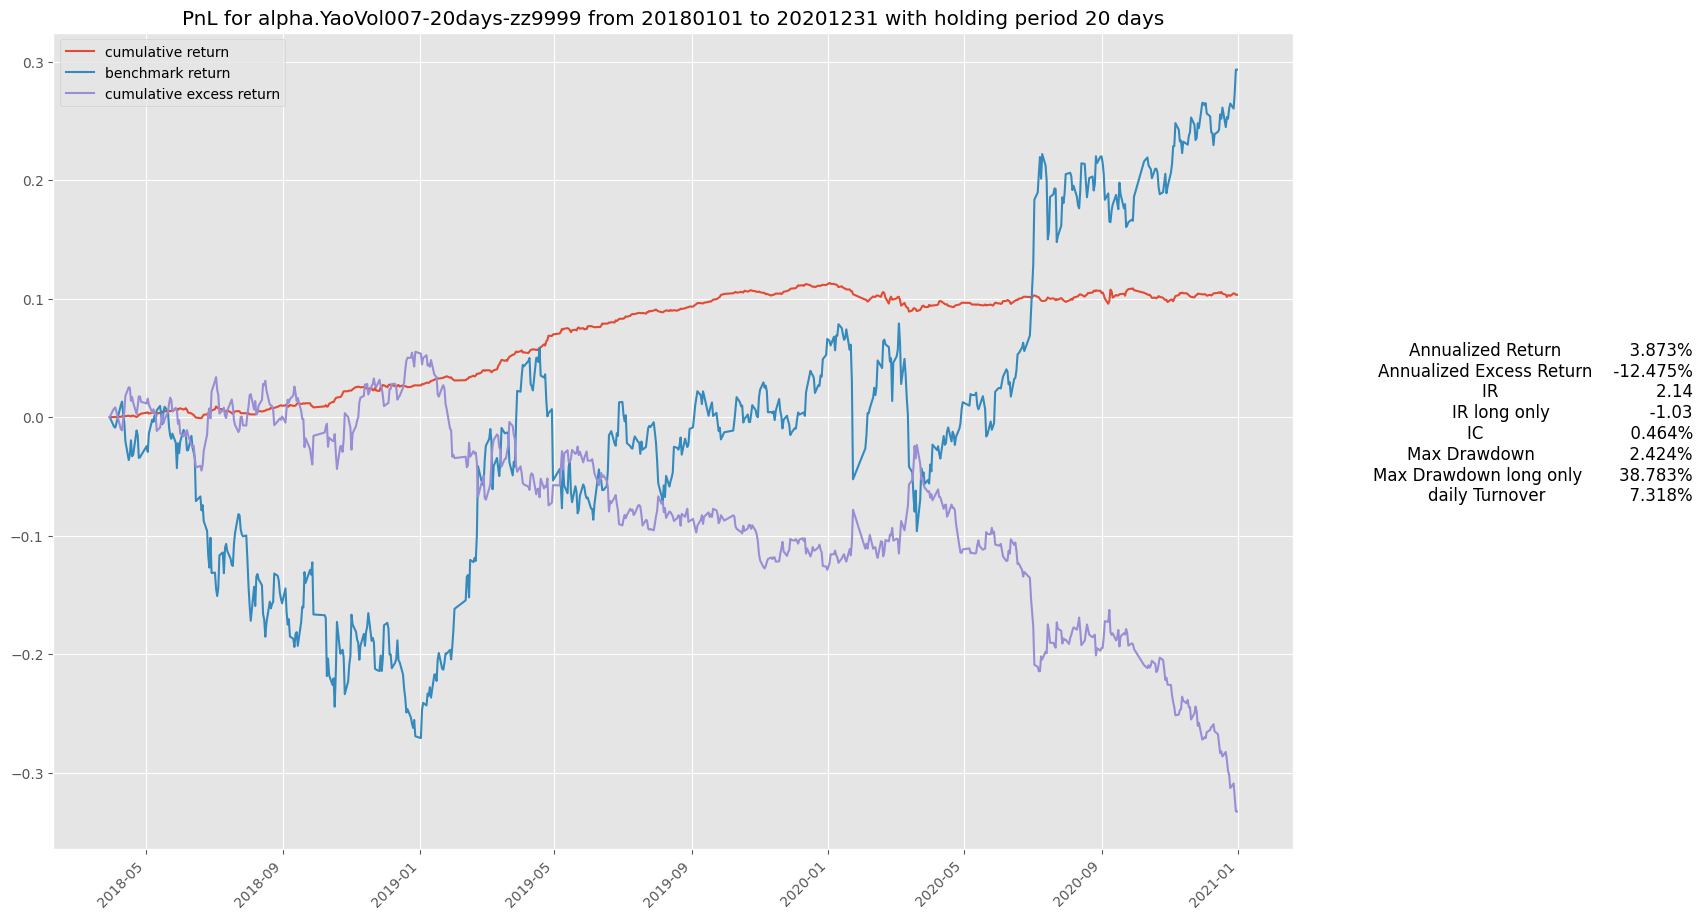 PnL for alpha.YaoVol007-20days-zz9999 from 20180101 to 20201231 with holding period 20 days
cumulative return
benchmark return
cumulative excess return
0.3
0.2
0.1
0.0
−0.1
−0.2
−0.3
2018-05
2018-09
2019-01
2019-05
2019-09
2020-01
2020-05
2020-09
2021-01
Annualized Return 3.873%
Annualized Excess Return -12.475%
IR 2.14
IR long only -1.03
IC 0.464%
Max Drawdown 2.424%
Max Drawdown long only 38.783%
daily Turnover 7.318%